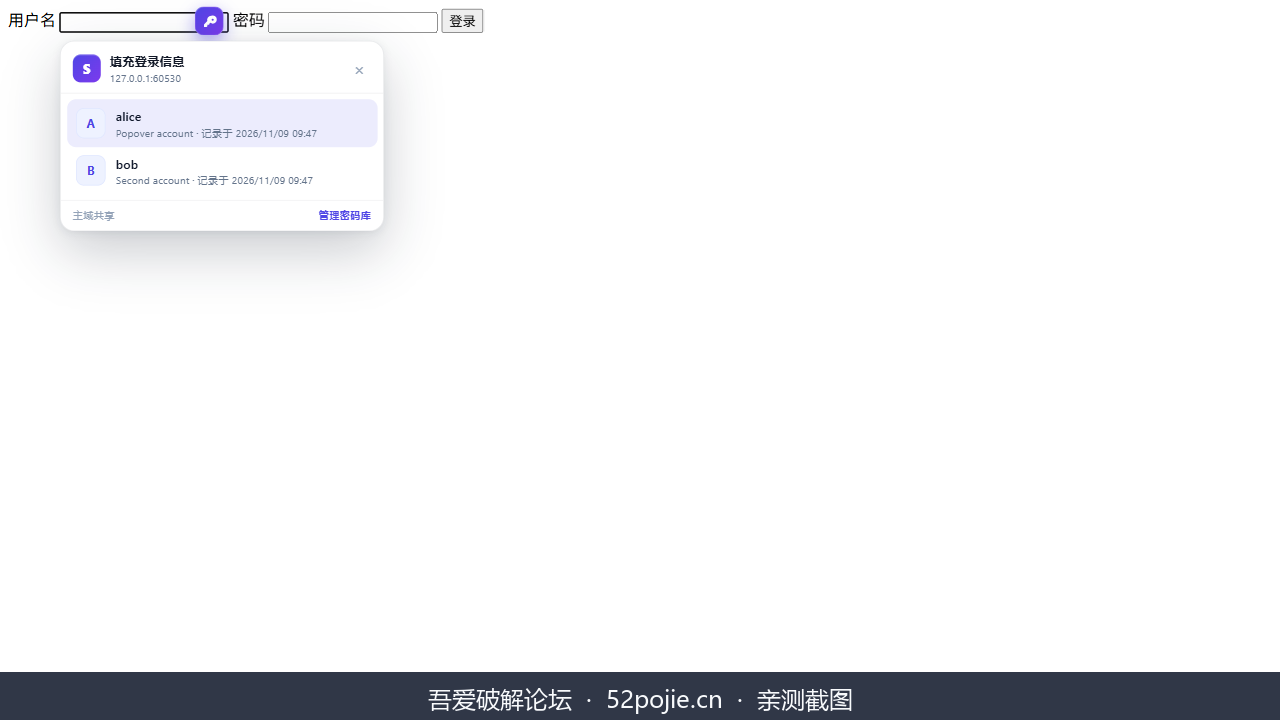 用户名 密码 登录
S 填充登录信息
127.0.0.1:60530
×
A alice
Popover account · 记录于 2026/11/09 09:47
B bob
Second account · 记录于 2026/11/09 09:47
主域共享 管理密码库
吾爱破解论坛 · 52pojie.cn · 亲测截图